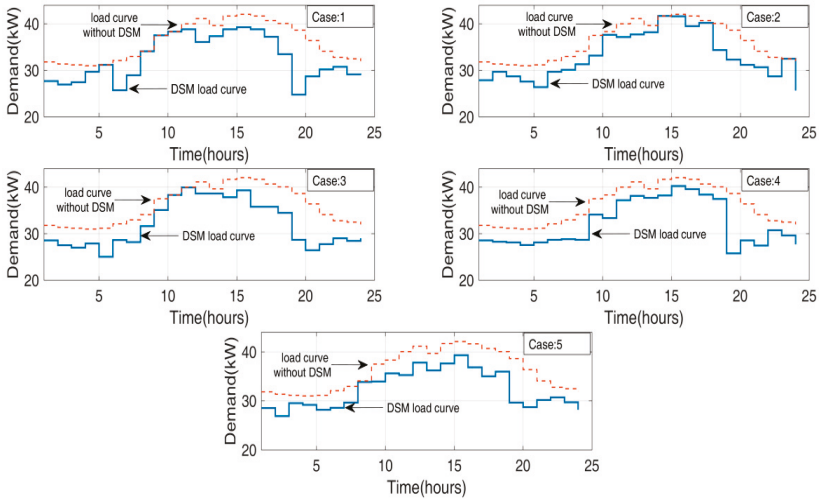 Case:1
load curve
without DSM
DSM load curve
Demand(kW)
40
30
20
5
10
15
20
25
Time(hours)
Case:2
load curve
without DSM
DSM load curve
Demand(kW)
40
30
20
5
10
15
20
25
Time(hours)
Case:3
load curve
without DSM
DSM load curve
Demand(kW)
40
30
20
5
10
15
20
25
Time(hours)
Case:4
load curve
without DSM
DSM load curve
Demand(kW)
40
30
20
5
10
15
20
25
Time(hours)
Case:5
load curve
without DSM
DSM load curve
Demand(kW)
40
30
20
5
10
15
20
25
Time(hours)